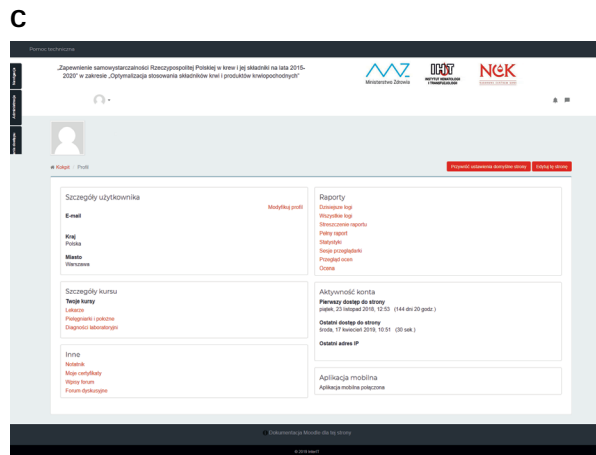 C
Pomoc techniczna
„Zapewnienie samowystarczalności Rzeczypospolitej Polskiej w krew i jej składniki na lata 2015-
2020” w zakresie „Optymalizacja stosowania składników krwi i produktów krwiopochodnych”
Ministerstwo Zdrowia
IHiT
INSTYTUT HEMATOLOGII
I TRANSFUZJOLOGII
NCK
Nawigacja
Administracja
Kokpit / Profil
Przywróć ustawienia domyślne strony
Edytuj tę stronę
Szczegóły użytkownika
Modyfikuj profil
E-mail
Kraj
Polska
Miasto
Warszawa
Raporty
Dzisiejsze logi
Wszystkie logi
Streszczenie raportu
Pełny raport
Statystyki
Sesje przeglądarki
Przegląd ocen
Ocena
Szczegóły kursu
Twoje kursy
Lekarze
Pielęgniarki i położne
Diagności laboratoryjni
Aktywność konta
Pierwszy dostęp do strony
piątek, 23 listopad 2018, 12:53 (144 dni 20 godz.)
Ostatni dostęp do strony
środa, 17 kwiecień 2019, 10:51 (30 sek.)
Ostatni adres IP
Inne
Notatnik
Moje certyfikaty
Wpisy forum
Forum dyskusyjne
Aplikacja mobilna
Aplikacja mobilna połączona
Dokumentacja Moodle dla tej strony